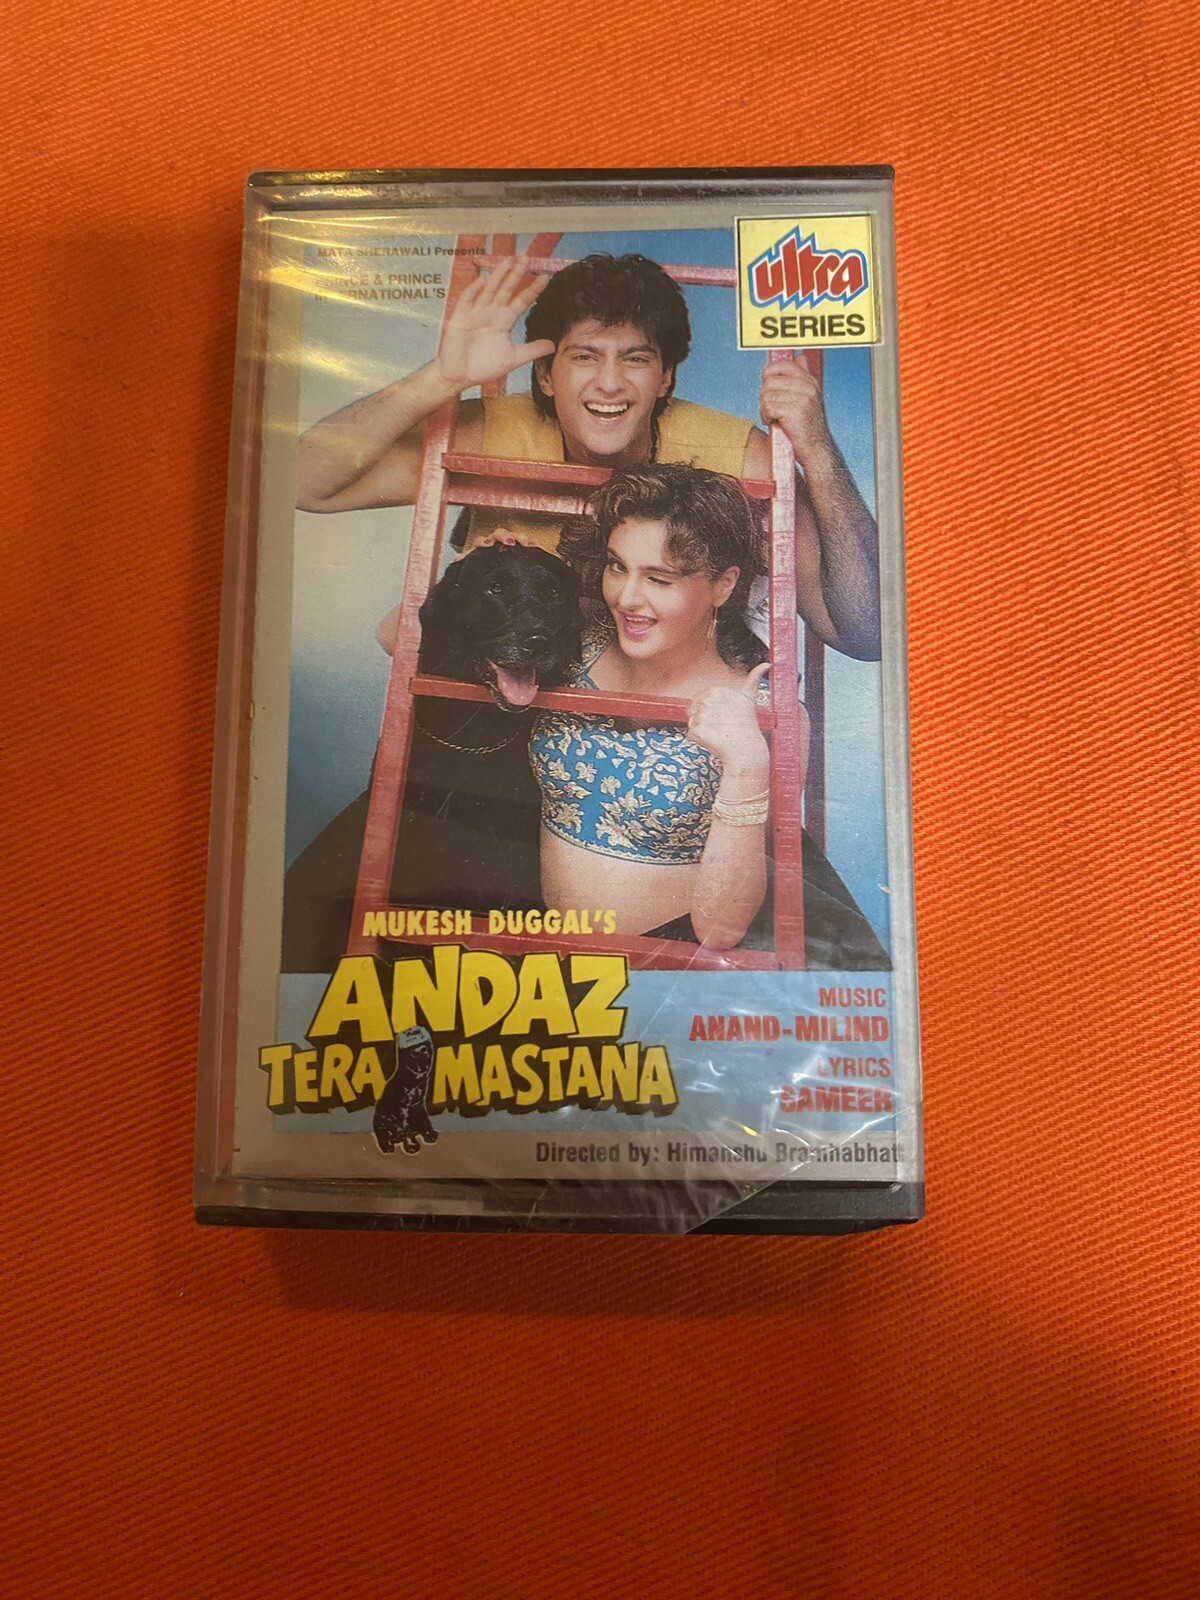 MATA SHERAWALI Presents
PRINCE & PRINCE
INTERNATIONAL'S
ultra
SERIES
MUKESH DUGGAL'S
ANDAZ
TERA MASTANA
MUSIC
ANAND-MILIND
LYRICS
SAMEER
Directed by: Himanshu Bramhabhatt